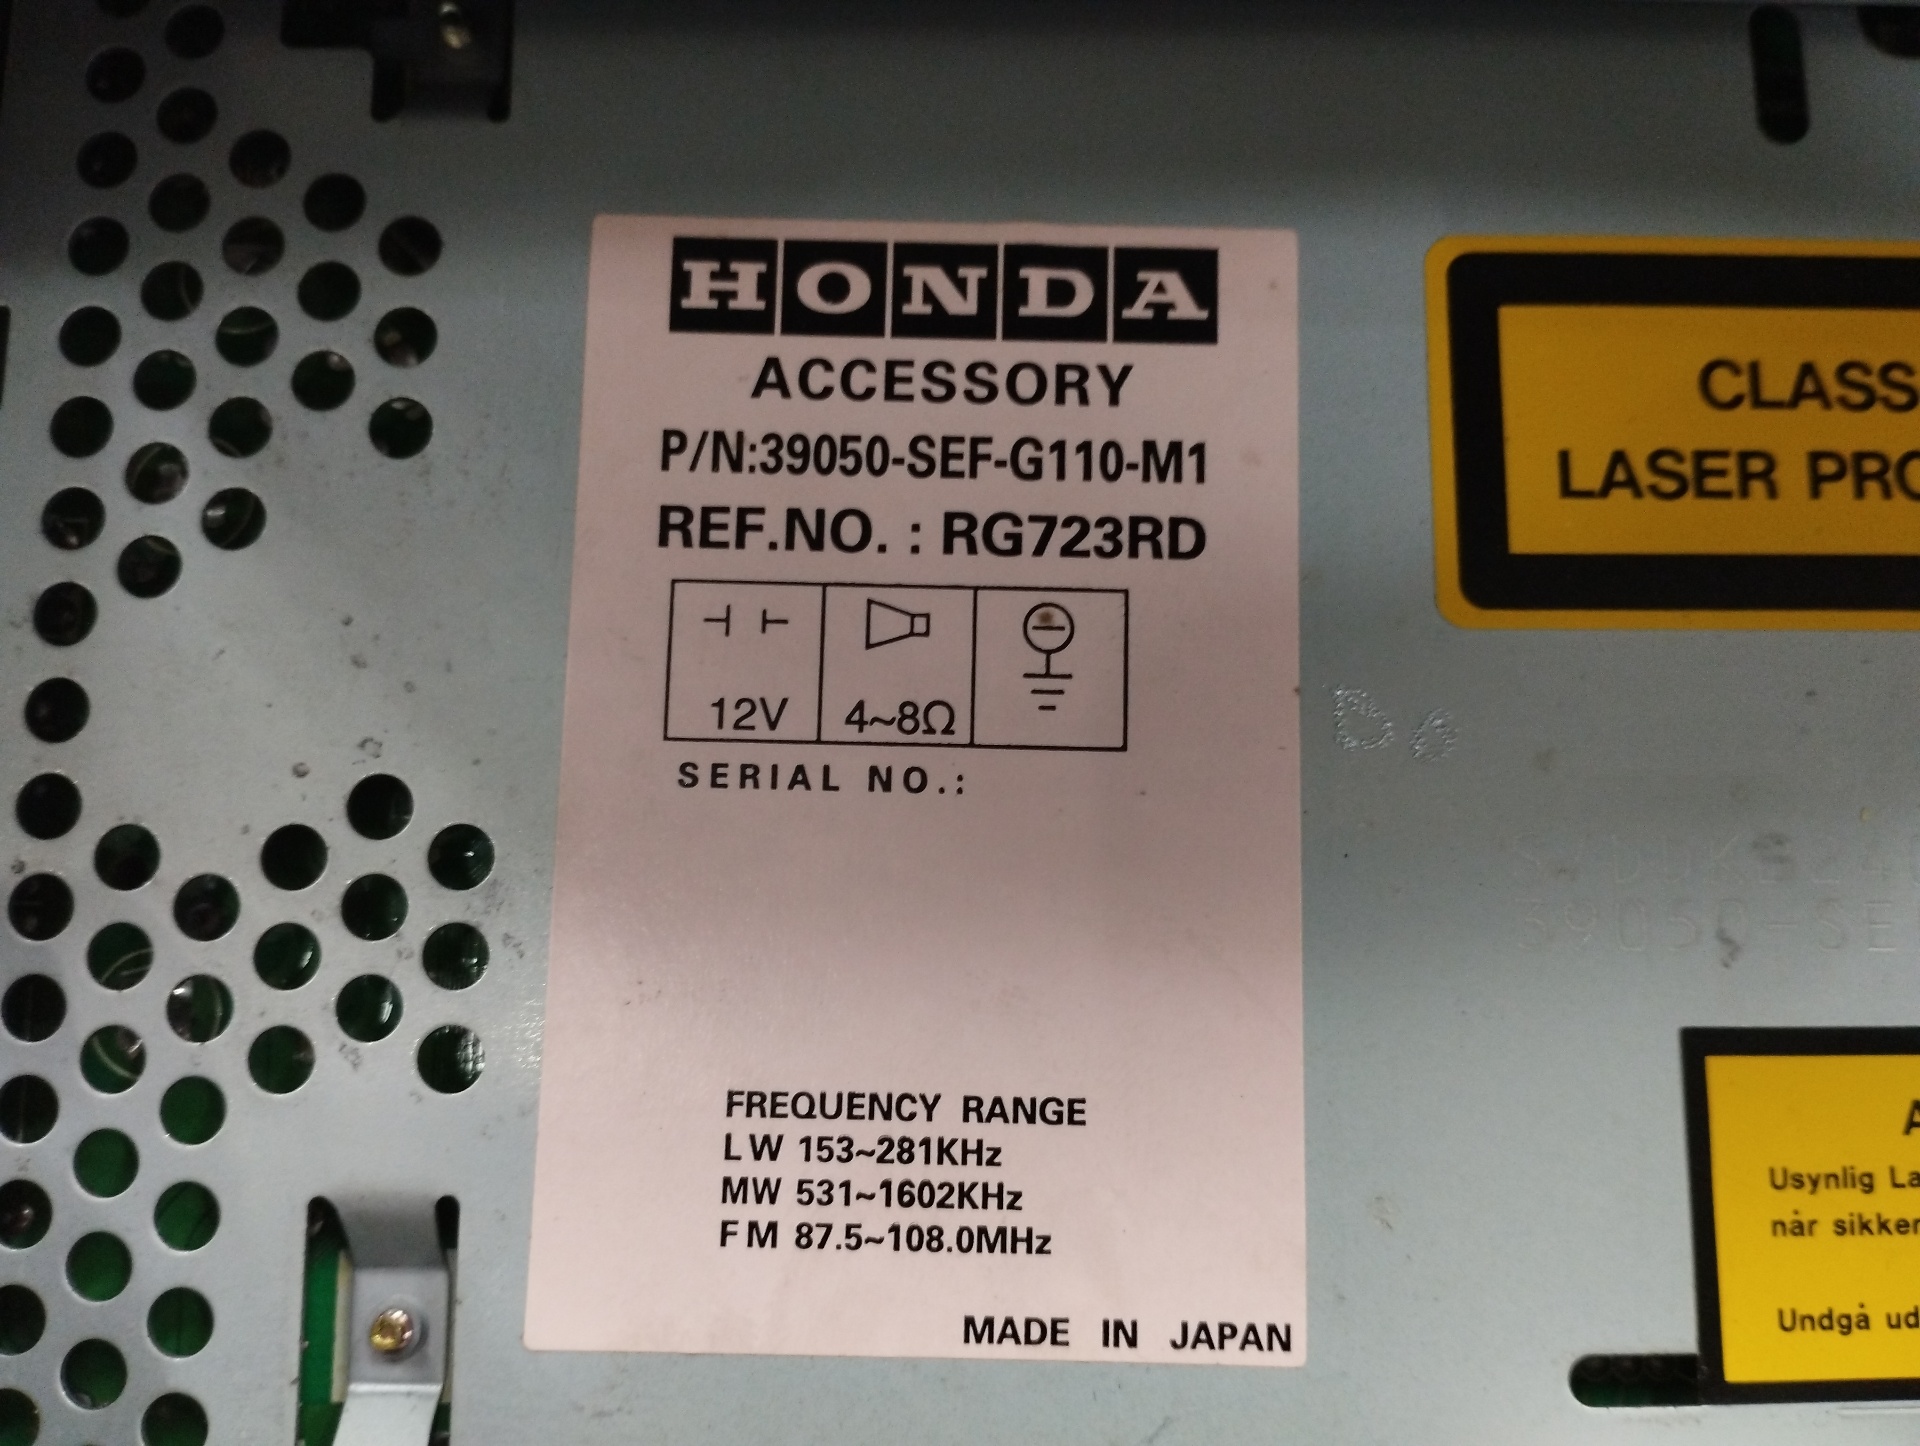 HONDA
ACCESSORY
P/N:39050-SEF-G110-M1
REF.NO. : RG723RD
12V
4~8Ω
SERIAL NO.:
FREQUENCY RANGE
LW 153~281KHz
MW 531~1602KHz
FM 87.5~108.0MHz
MADE IN JAPAN
CLASS
LASER PRO
39050-SE
Usynlig La
når sikker
Undgå ud